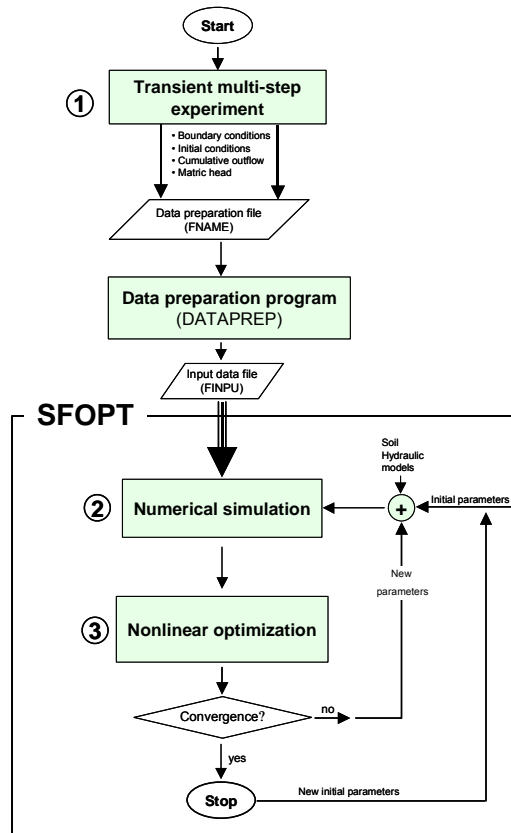 Start
①
Transient multi-step
experiment
• Boundary conditions
• Initial conditions
• Cumulative outflow
• Matric head
Data preparation file
(FNAME)
Data preparation program
(DATAPREP)
Input data file
(FINPU)
SFOPT
Soil
Hydraulic
models
②
Numerical simulation
+
Initial parameters
New
parameters
③
Nonlinear optimization
Convergence?
no
yes
Stop
New initial parameters